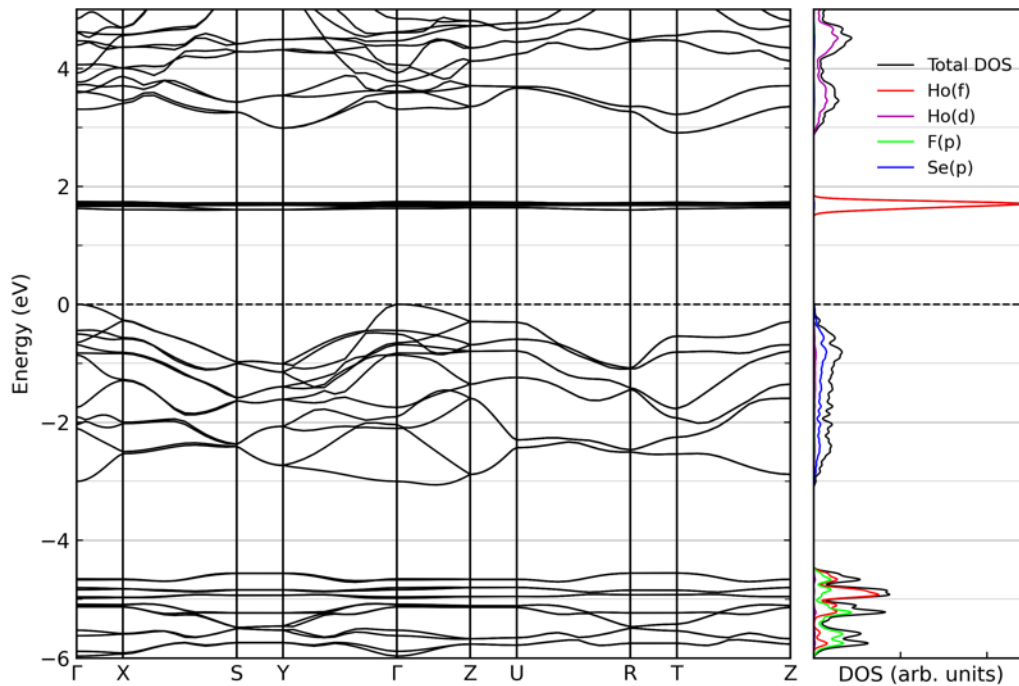 Energy (eV)
4
2
0
−2
−4
−6
Γ X S Y Γ Z U R T Z
Total DOS
Ho(f)
Ho(d)
F(p)
Se(p)
DOS (arb. units)